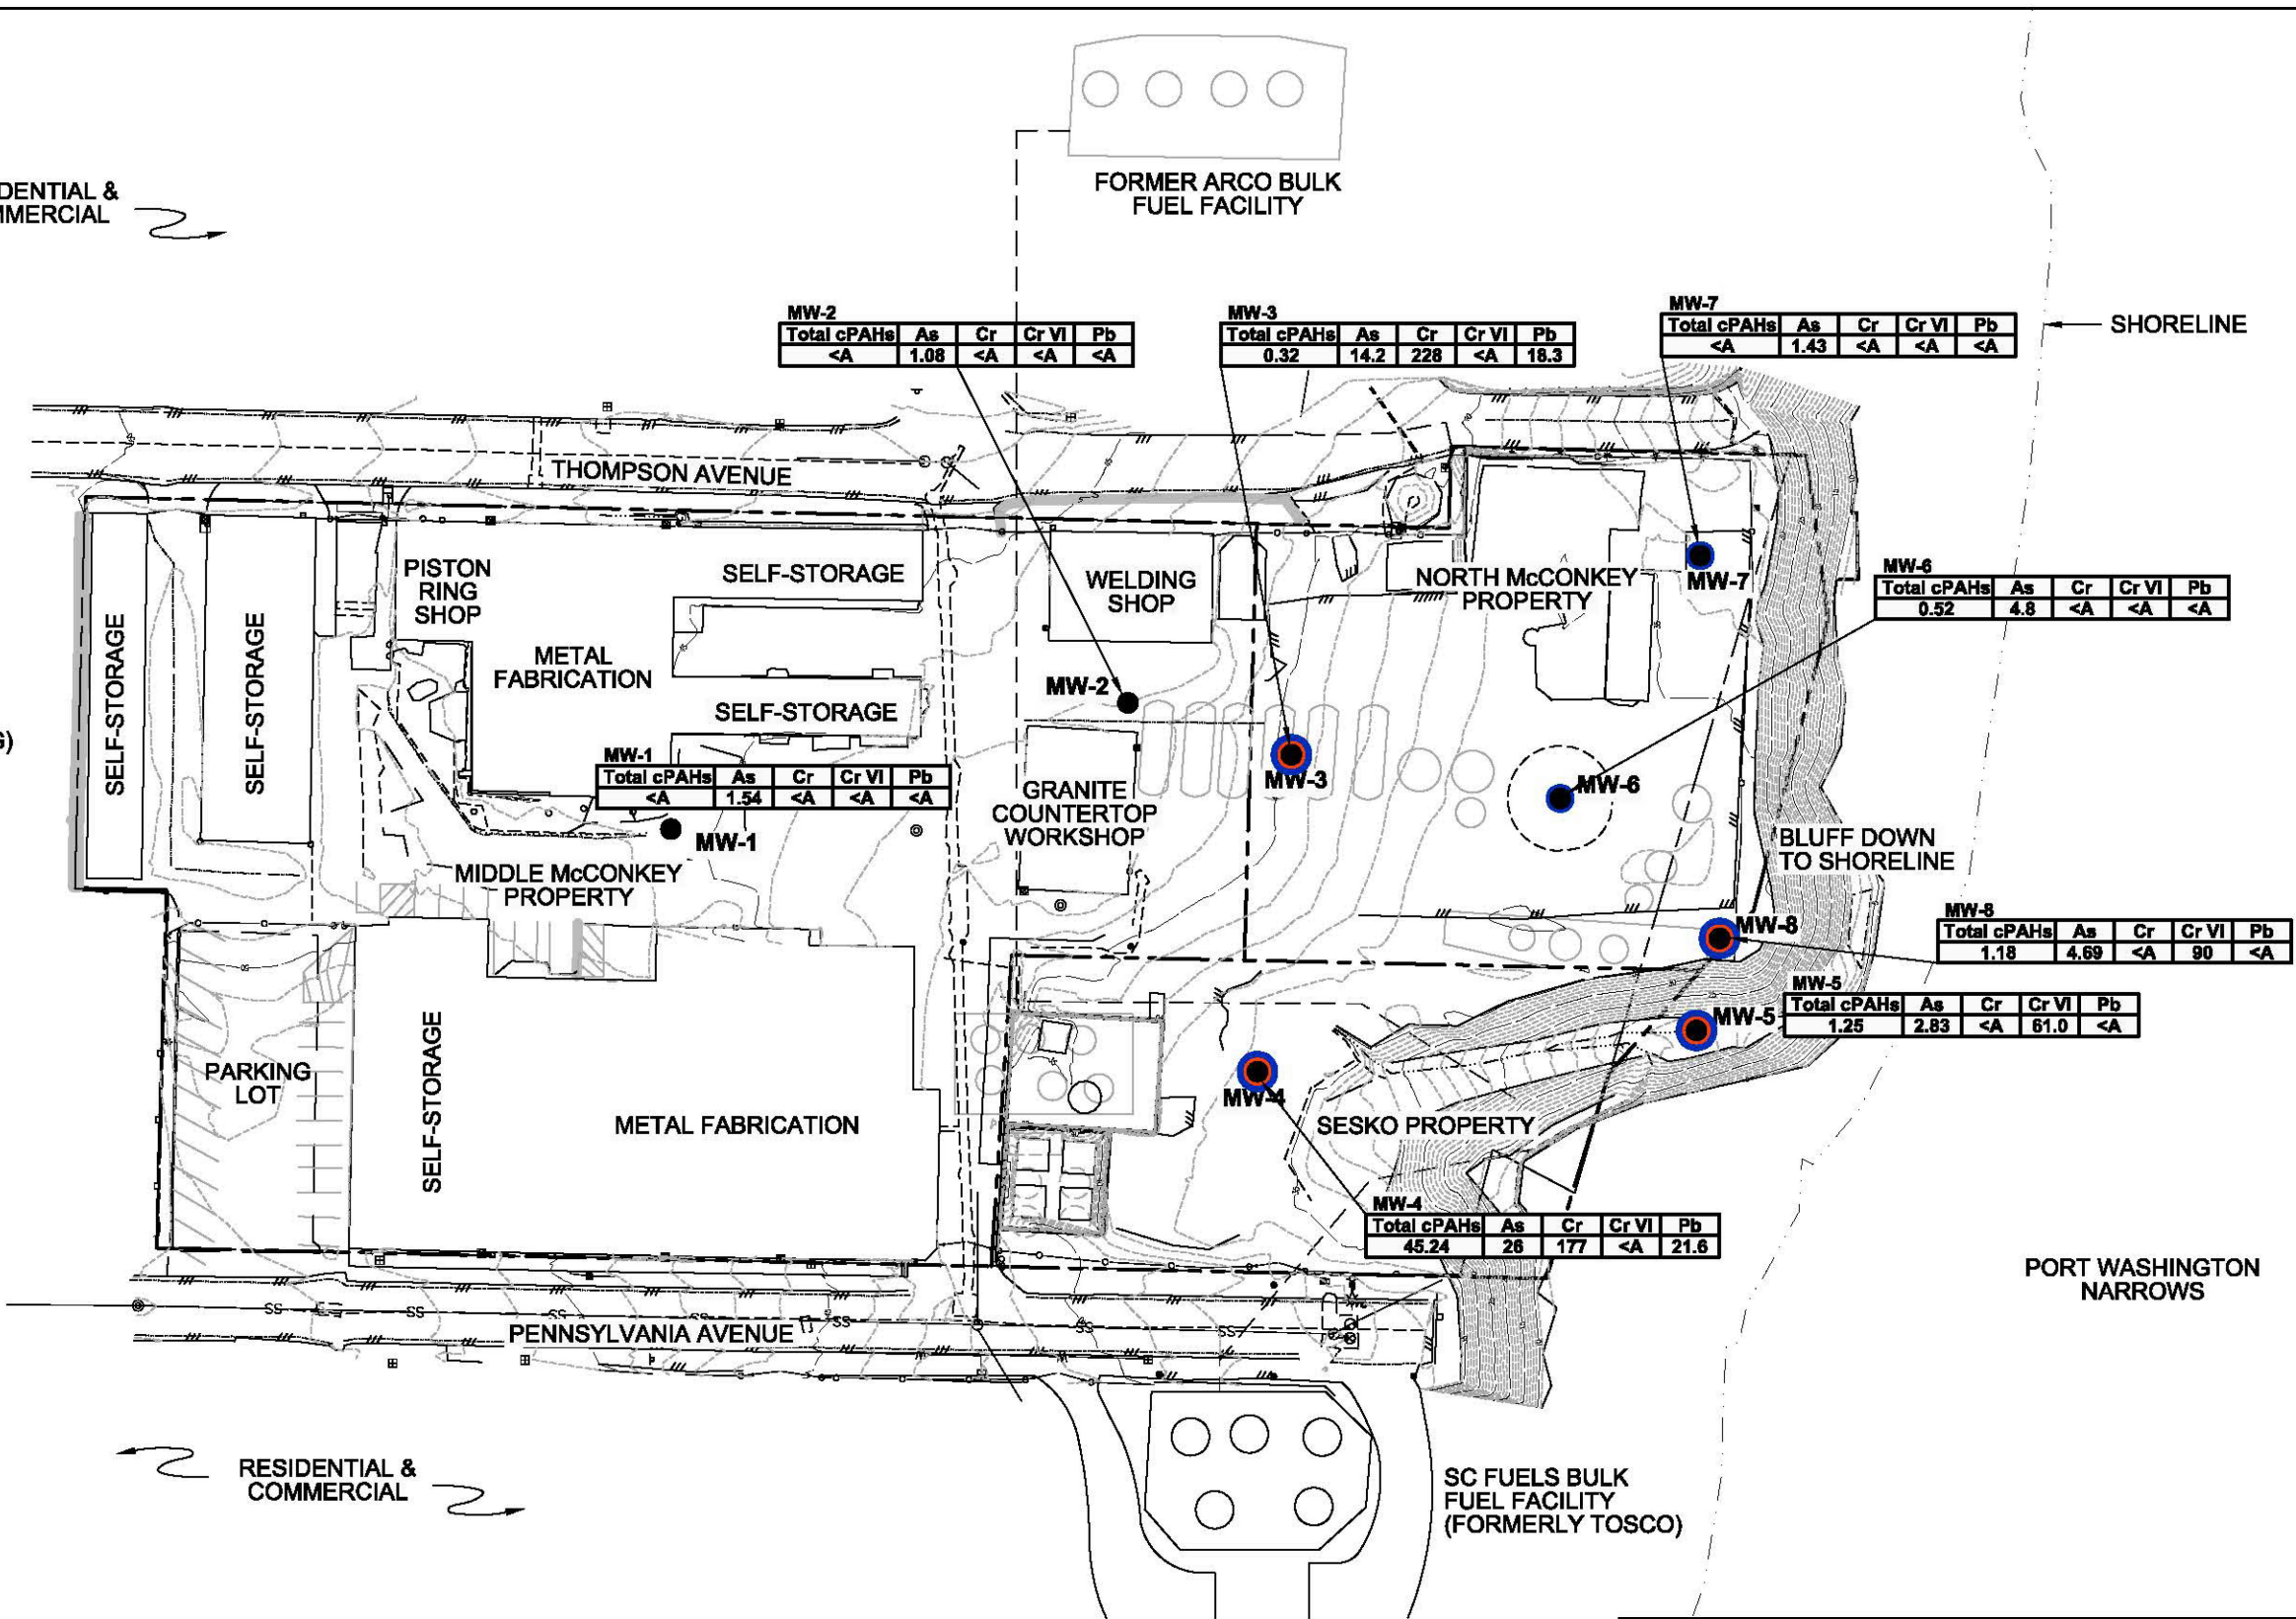 FORMER ARCO BULK
FUEL FACILITY
DENTIAL &
MMERCIAL
MW-2
Total cPAHs As Cr Cr VI Pb
<A 1.08 <A <A <A
MW-3
Total cPAHs As Cr Cr VI Pb
0.32 14.2 228 <A 18.3
MW-7
Total cPAHs As Cr Cr VI Pb
<A 1.43 <A <A <A
SHORELINE
THOMPSON AVENUE
PISTON
RING
SHOP
SELF-STORAGE
WELDING
SHOP
NORTH McCONKEY
PROPERTY
MW-7
MW-6
Total cPAHs As Cr Cr VI Pb
0.52 4.8 <A <A <A
SELF-STORAGE
SELF-STORAGE
METAL
FABRICATION
SELF-STORAGE
MW-2
MW-1
Total cPAHs As Cr Cr VI Pb
<A 1.54 <A <A <A
MW-1
GRANITE
COUNTERTOP
WORKSHOP
MW-3
MW-6
BLUFF DOWN
TO SHORELINE
MIDDLE McCONKEY
PROPERTY
MW-8
MW-8
Total cPAHs As Cr Cr VI Pb
1.18 4.69 <A 90 <A
MW-5
MW-5
Total cPAHs As Cr Cr VI Pb
1.25 2.83 <A 61.0 <A
PARKING
LOT
SELF-STORAGE
METAL FABRICATION
MW-4
SESKO PROPERTY
MW-4
Total cPAHs As Cr Cr VI Pb
45.24 26 177 <A 21.6
PORT WASHINGTON
NARROWS
SS SS SS SS SS SS SS
PENNSYLVANIA AVENUE
RESIDENTIAL &
COMMERCIAL
SC FUELS BULK
FUEL FACILITY
(FORMERLY TOSCO)